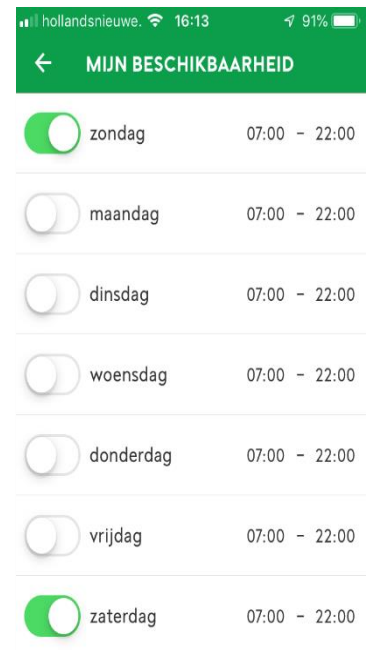 hollandsnieuwe. 16:13 91%
MIJN BESCHIKBAARHEID
zondag 07:00 – 22:00
maandag 07:00 – 22:00
dinsdag 07:00 – 22:00
woensdag 07:00 – 22:00
donderdag 07:00 – 22:00
vrijdag 07:00 – 22:00
zaterdag 07:00 – 22:00